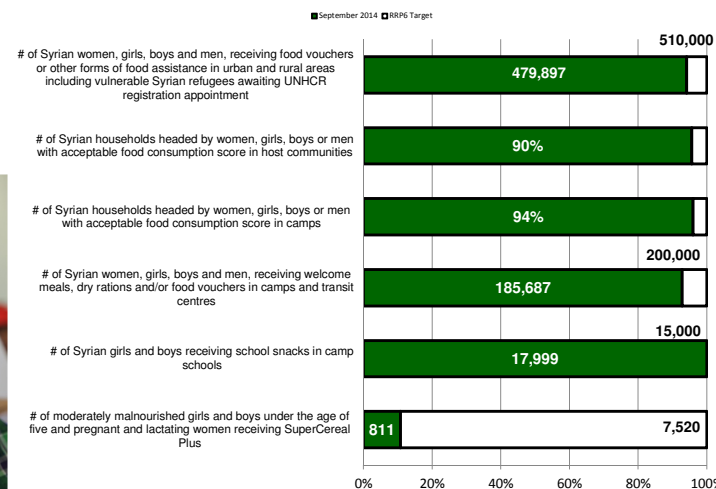 September 2014 RRP6 Target
510,000
# of Syrian women, girls, boys and men, receiving food vouchers
or other forms of food assistance in urban and rural areas
including vulnerable Syrian refugees awaiting UNHCR
registration appointment
479,897
# of Syrian households headed by women, girls, boys or men
with acceptable food consumption score in host communities
90%
# of Syrian households headed by women, girls, boys or men
with acceptable food consumption score in camps
94%
200,000
# of Syrian women, girls, boys and men, receiving welcome
meals, dry rations and/or food vouchers in camps and transit
centres
185,687
15,000
# of Syrian girls and boys receiving school snacks in camp
schools
17,999
# of moderately malnourished girls and boys under the age of
five and pregnant and lactating women receiving SuperCereal
Plus
811
7,520
0% 20% 40% 60% 80% 100%